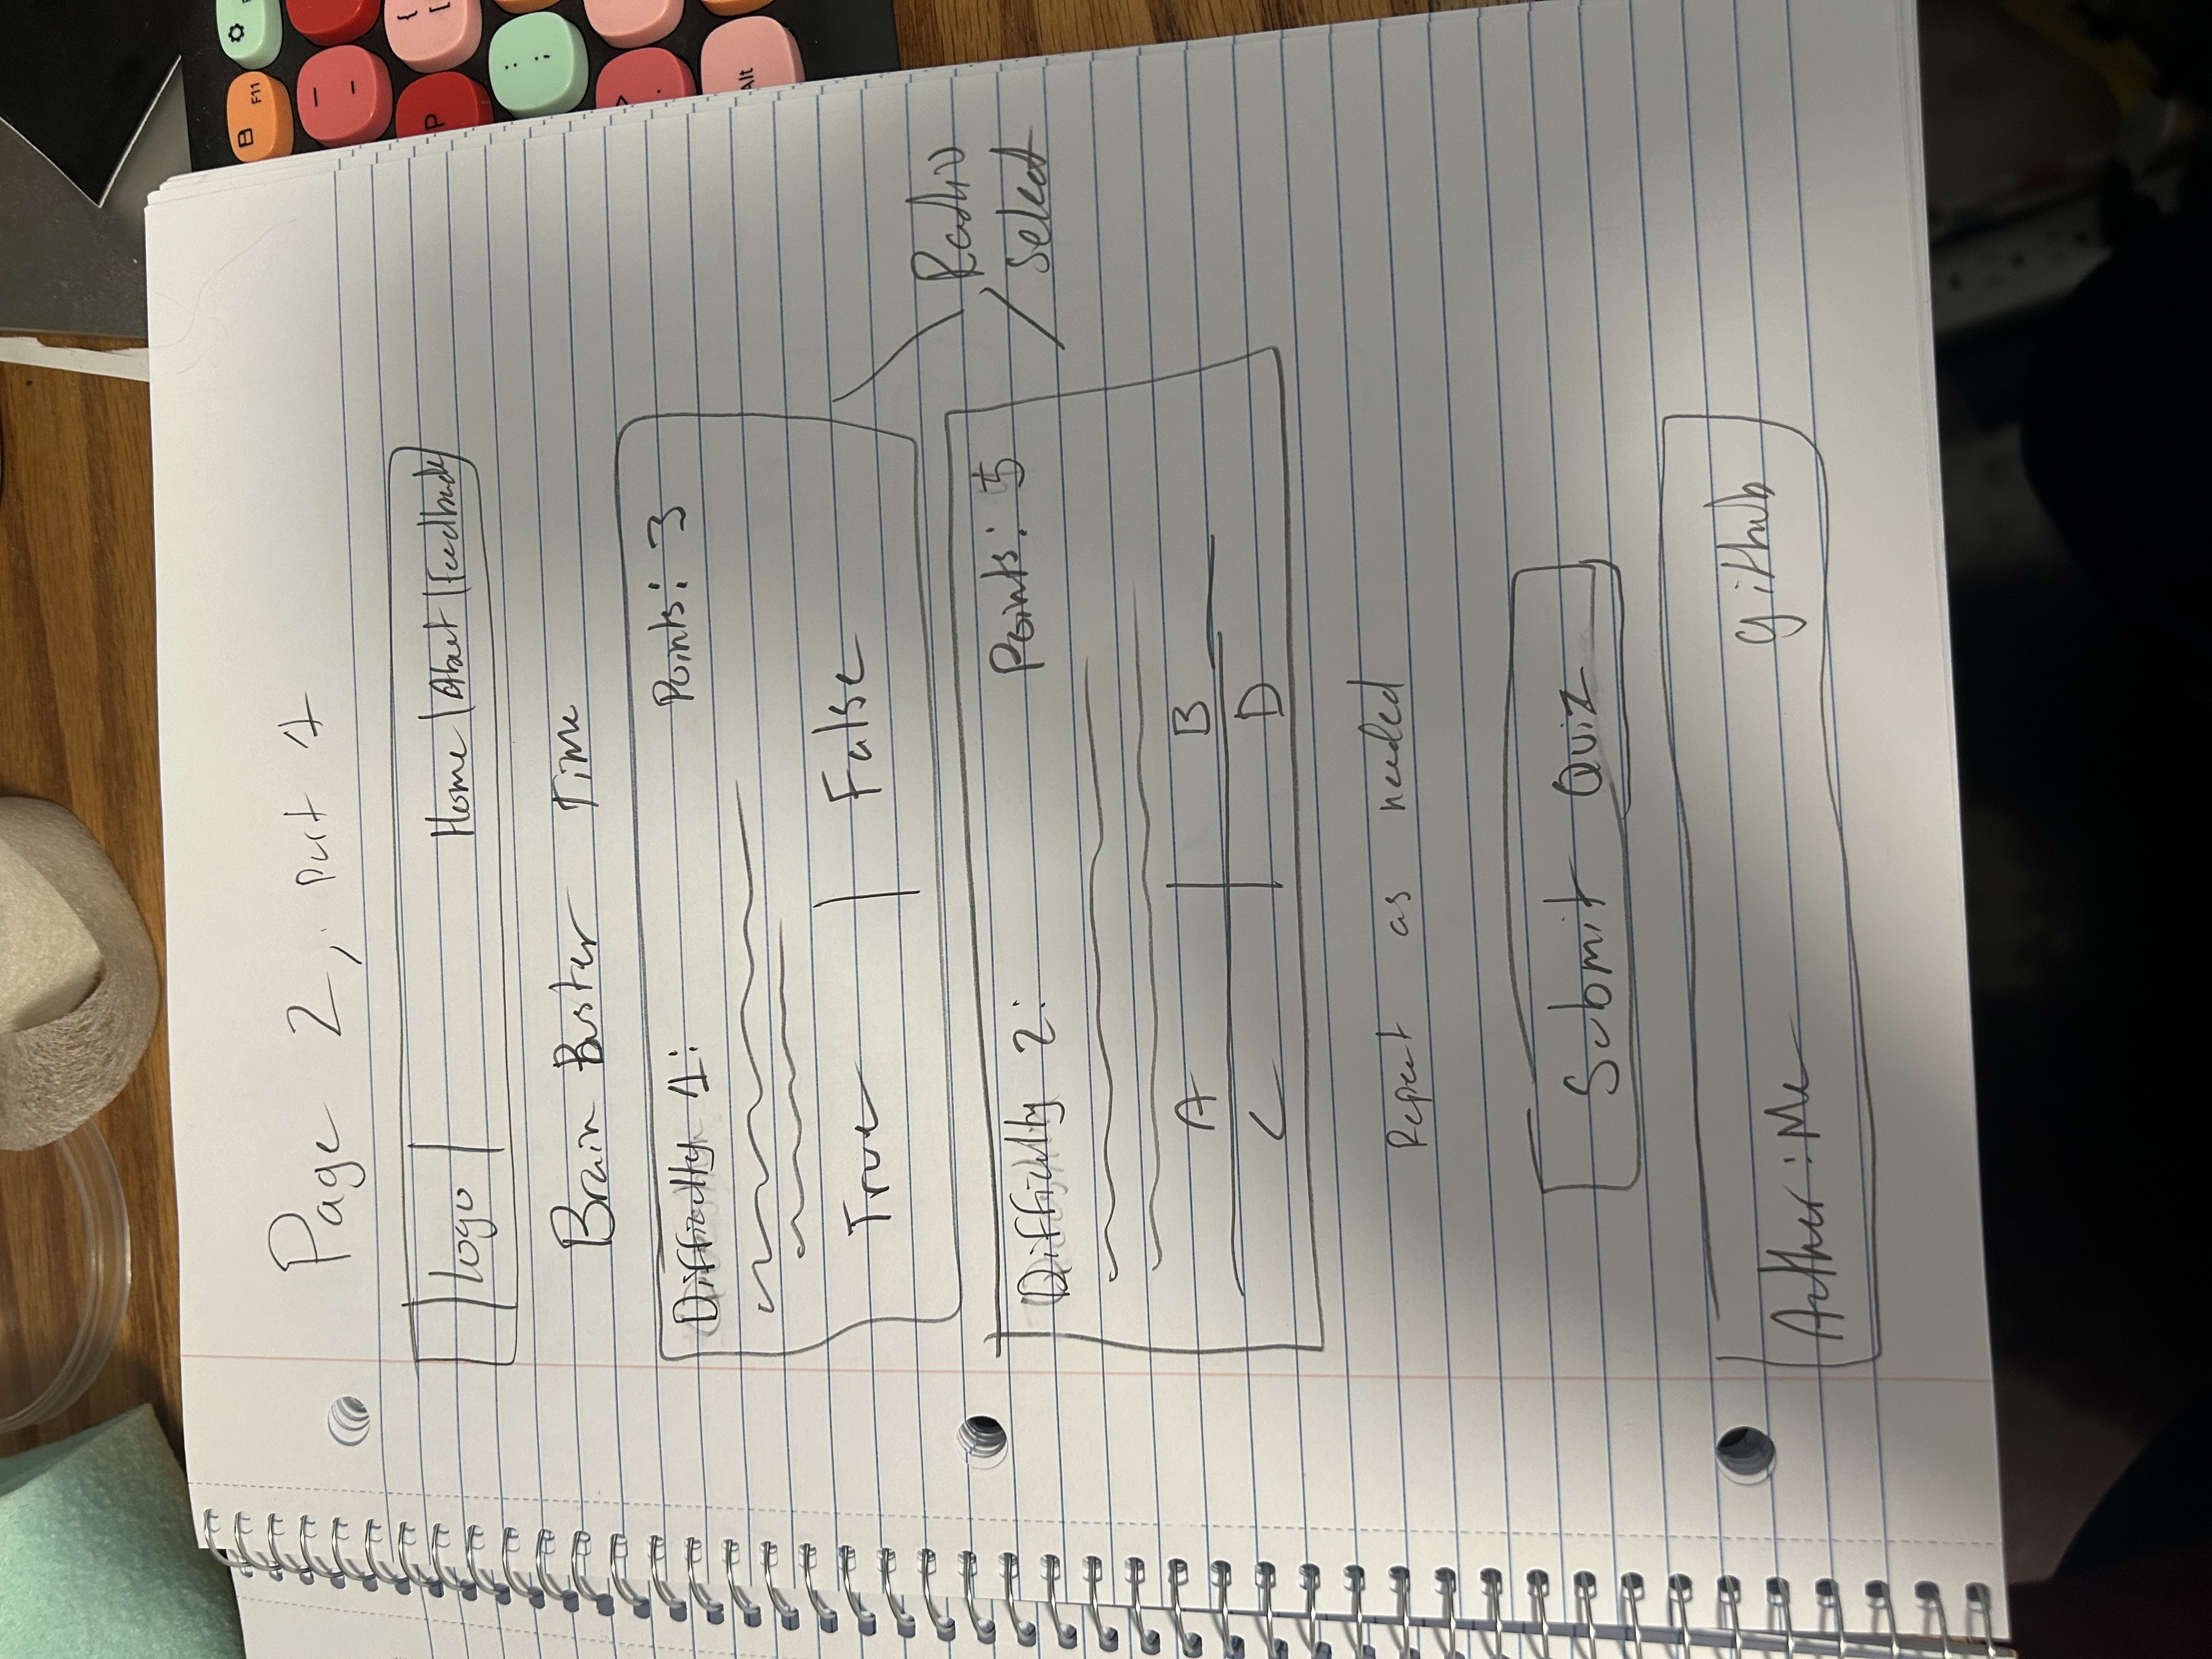 Page 2, Part 1
Logo
Home | About | Feedback
Brain Buster Time
Difficulty 1: Points: 3
True | False
Difficulty 2: Points: 5
A | B
C | D
Radio
Select
Repeat as needed
Submit Quiz
Auther: Me github
F11
P
{
[
:
;
>
.
Alt